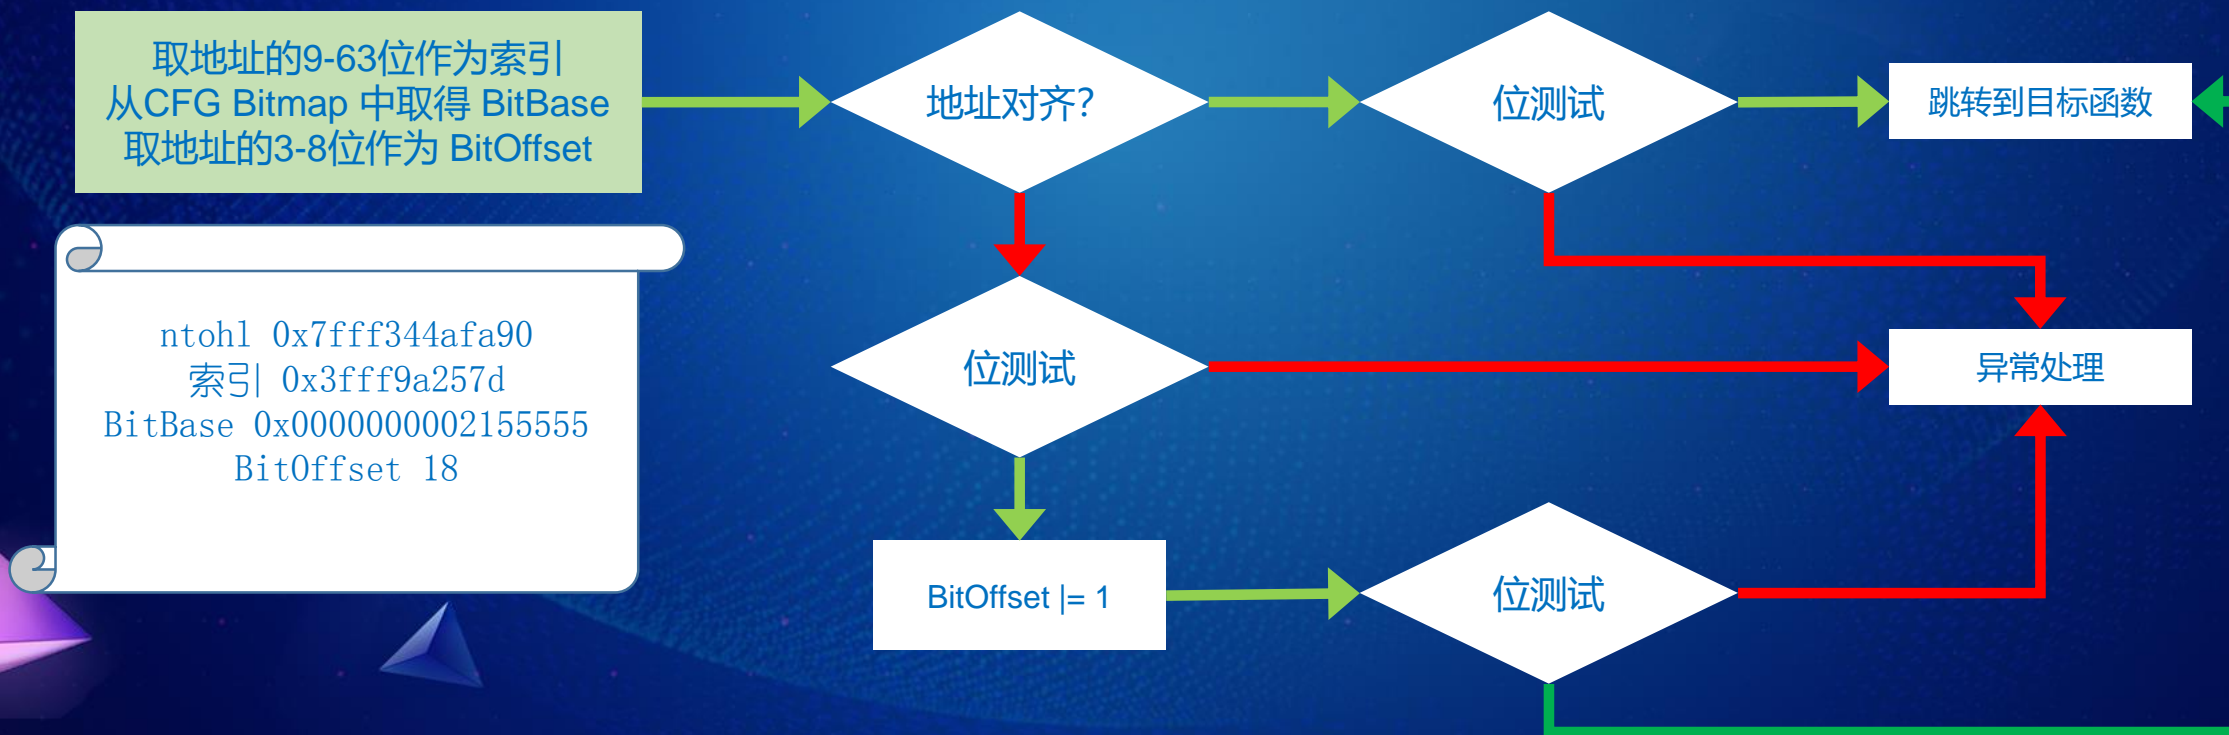 取地址的9-63位作为索引
从CFG Bitmap 中取得 BitBase
取地址的3-8位作为 BitOffset
地址对齐?
位测试
跳转到目标函数
ntohl 0x7fff344afa90
索引 0x3fff9a257d
BitBase 0x0000000002155555
BitOffset 18
位测试
异常处理
BitOffset |= 1
位测试